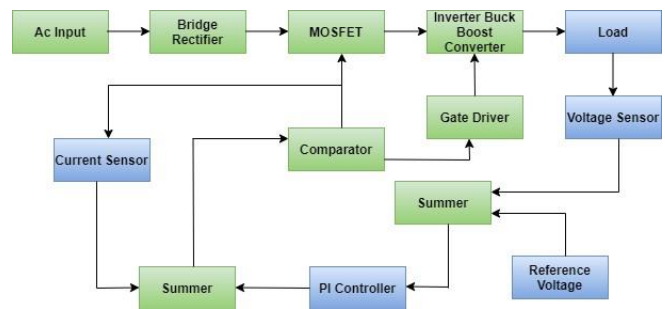 Ac Input
Bridge
Rectifier
MOSFET
Inverter Buck
Boost
Converter
Load
Current Sensor
Comparator
Gate Driver
Voltage Sensor
Summer
Summer
PI Controller
Reference
Voltage